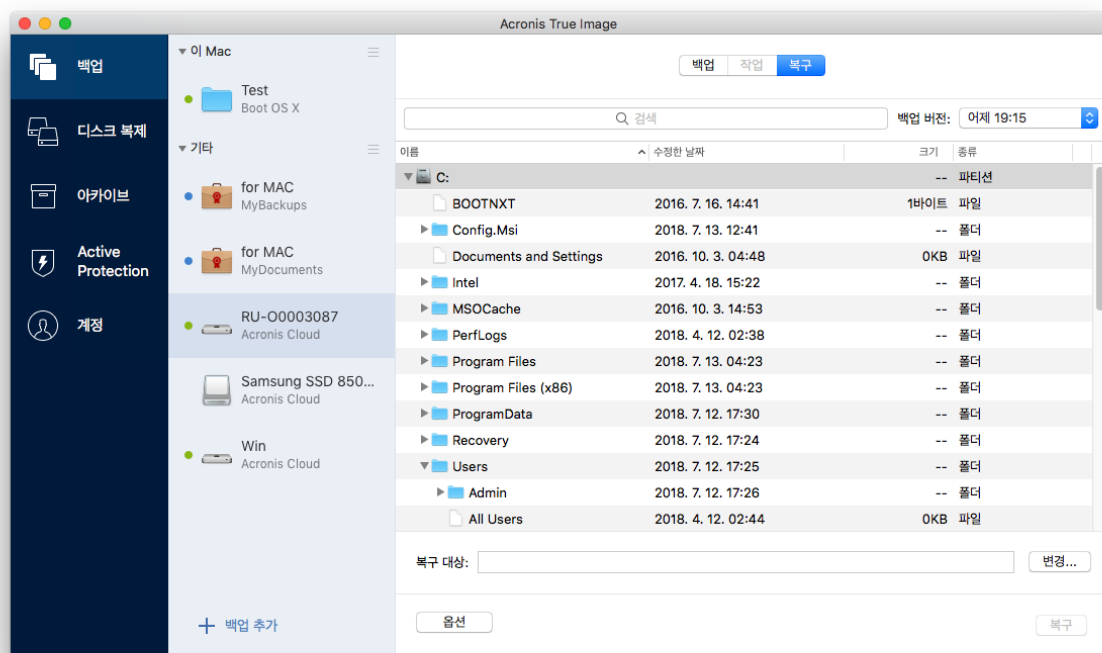 Acronis True Image
백업
디스크 복제
아카이브
Active
Protection
계정
이 Mac
Test
Boot OS X
기타
for MAC
MyBackups
for MAC
MyDocuments
RU-O0003087
Acronis Cloud
Samsung SSD 850...
Acronis Cloud
Win
Acronis Cloud
백업 추가
백업 작업 복구
검색 백업 버전: 어제 19:15
이름 수정한 날짜 크기 종류
C: -- 파티션
BOOTNXT 2016. 7. 16. 14:41 1바이트 파일
Config.Msi 2018. 7. 13. 12:41 -- 폴더
Documents and Settings 2016. 10. 3. 04:48 0KB 파일
Intel 2017. 4. 18. 15:22 -- 폴더
MSOCache 2016. 10. 3. 14:53 -- 폴더
PerfLogs 2018. 4. 12. 02:38 -- 폴더
Program Files 2018. 7. 13. 04:23 -- 폴더
Program Files (x86) 2018. 7. 13. 04:23 -- 폴더
ProgramData 2018. 7. 12. 17:30 -- 폴더
Recovery 2018. 7. 12. 17:24 -- 폴더
Users 2018. 7. 12. 17:25 -- 폴더
Admin 2018. 7. 12. 17:26 -- 폴더
All Users 2018. 4. 12. 02:44 0KB 파일
복구 대상: 변경...
옵션 복구